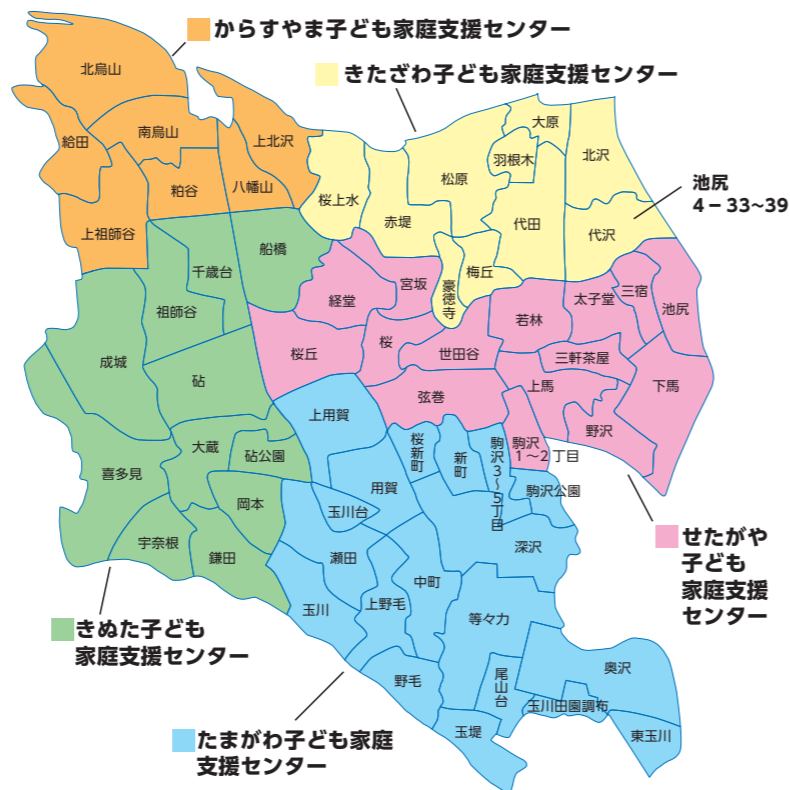 からすやま子ども家庭支援センター
きたざわ子ども家庭支援センター
北烏山
給田
南烏山
上北沢
粕谷
八幡山
上祖師谷
桜上水
赤堤
松原
大原
羽根木
北沢
代田
代沢
梅丘
豪徳寺
池尻
4－33～39
船橋
千歳台
祖師谷
成城
砧
経堂
宮坂
桜丘
桜
世田谷
弦巻
若林
太子堂
三宿
池尻
三軒茶屋
上馬
下馬
野沢
駒沢
1～2丁目
喜多見
大蔵
砧公園
岡本
宇奈根
鎌田
上用賀
桜新町
新町
駒沢3～5丁目
駒沢公園
用賀
玉川台
深沢
瀬田
中町
玉川
上野毛
等々力
野毛
尾山台
奥沢
玉川田園調布
玉堤
東玉川
せたがや
子ども
家庭支援
センター
きぬた子ども
家庭支援センター
たまがわ子ども家庭
支援センター